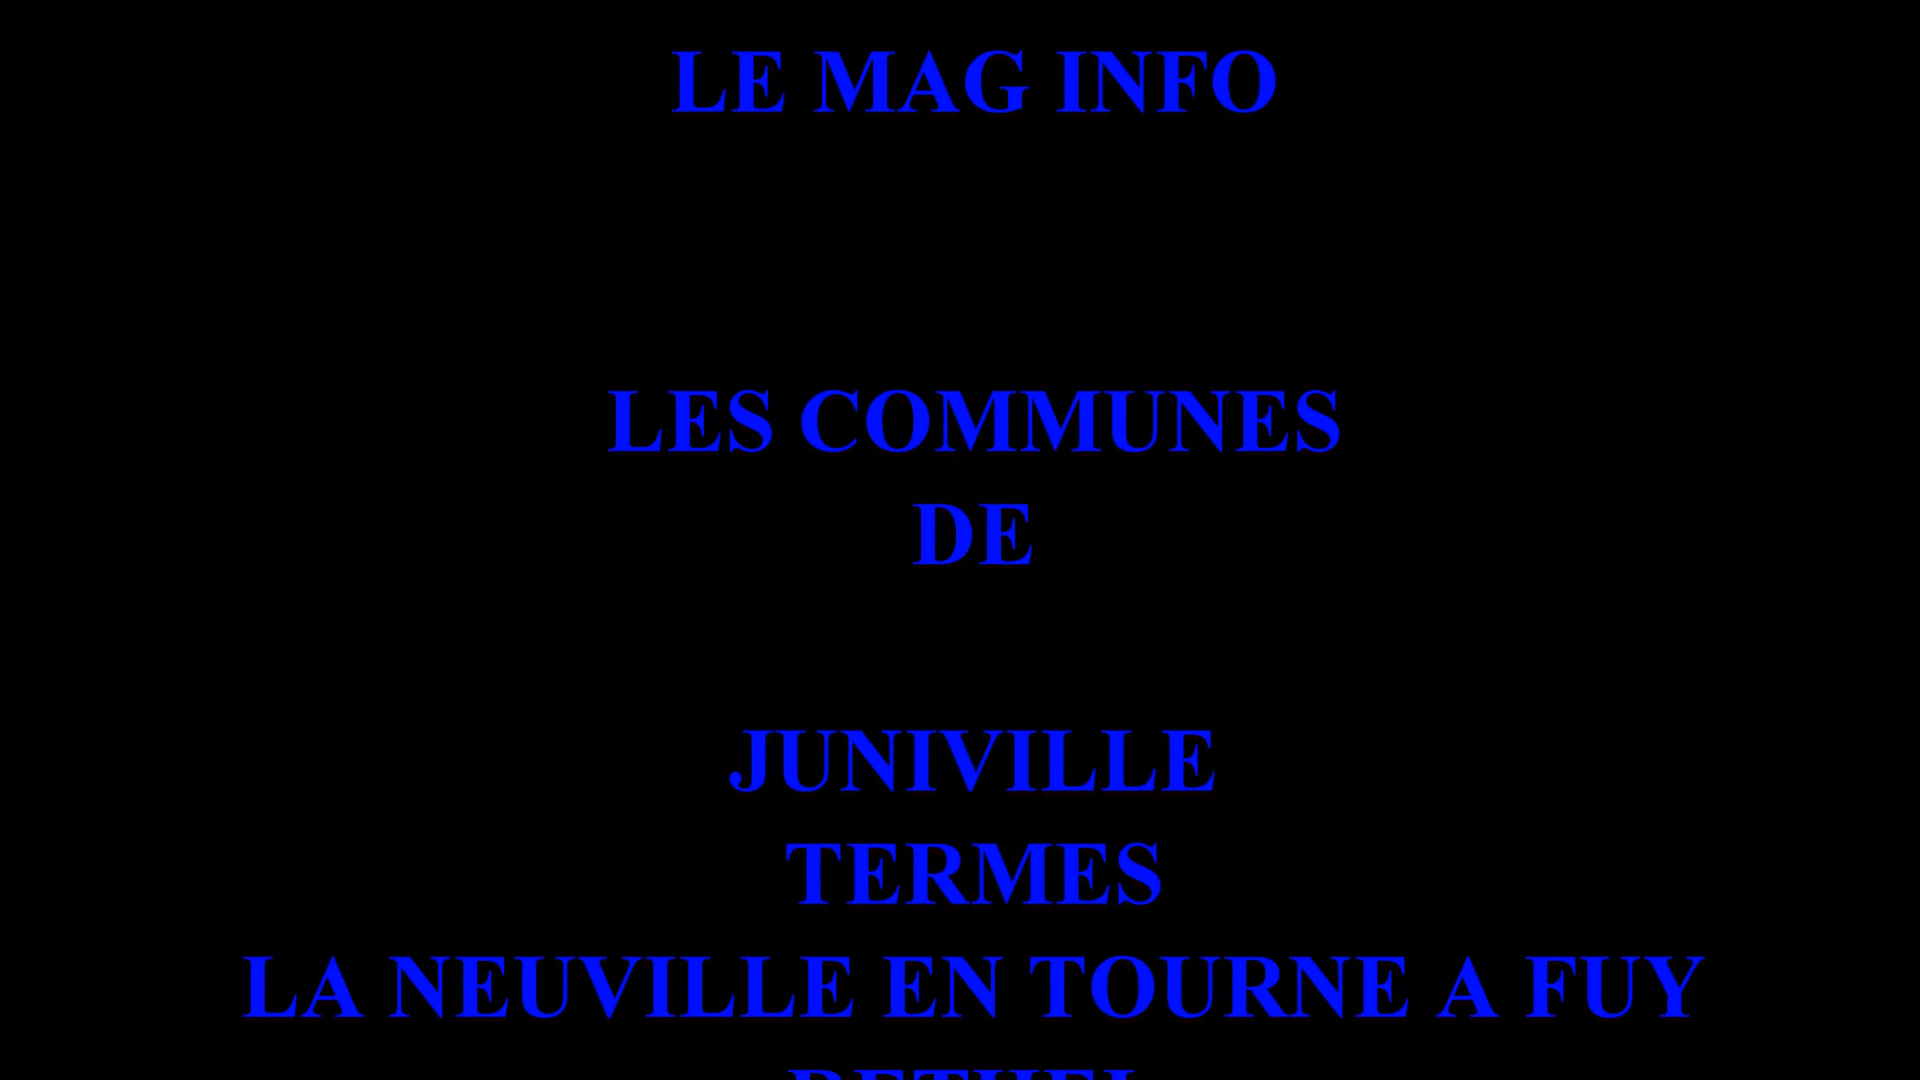 LE MAG INFO
LES COMMUNES
DE
JUNIVILLE
TERMES
LA NEUVILLE EN TOURNE A FUY